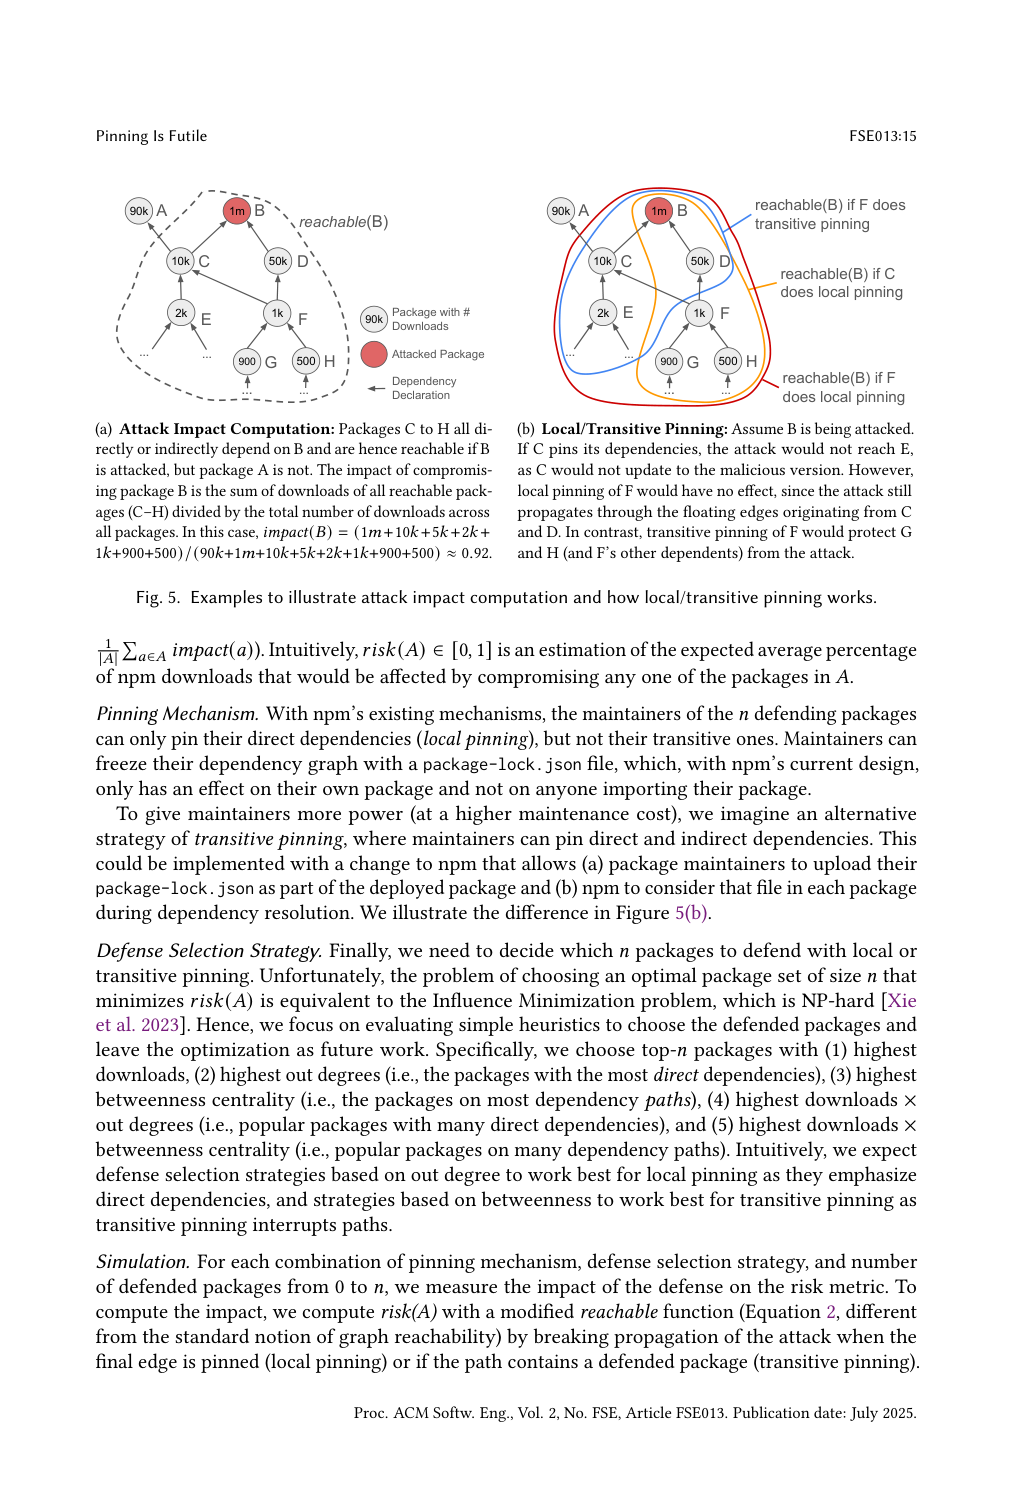 Pinning Is Futile
FSE013:15
90k A
1m B
reachable(B)
10k C
50k D
2k E
1k F
900 G
500 H
...
...
...
...
90k Package with #
Downloads
Attacked Package
Dependency
Declaration
90k A
1m B
10k C
50k D
2k E
1k F
900 G
500 H
...
...
...
...
reachable(B) if F does
transitive pinning
reachable(B) if C
does local pinning
reachable(B) if F
does local pinning
(a) Attack Impact Computation: Packages C to H all di-
rectly or indirectly depend on B and are hence reachable if B
is attacked, but package A is not. The impact of compromis-
ing package B is the sum of downloads of all reachable pack-
ages (C–H) divided by the total number of downloads across
all packages. In this case, impact(B) = (1m+10k+5k+2k+
1k+900+500)/(90k+1m+10k+5k+2k+1k+900+500) ≈ 0.92.
(b) Local/Transitive Pinning: Assume B is being attacked.
If C pins its dependencies, the attack would not reach E,
as C would not update to the malicious version. However,
local pinning of F would have no effect, since the attack still
propagates through the floating edges originating from C
and D. In contrast, transitive pinning of F would protect G
and H (and F's other dependents) from the attack.
Fig. 5. Examples to illustrate attack impact computation and how local/transitive pinning works.
1/|A| ∑a∈A impact(a)). Intuitively, risk(A) ∈ [0, 1] is an estimation of the expected average percentage
of npm downloads that would be affected by compromising any one of the packages in A.
Pinning Mechanism. With npm's existing mechanisms, the maintainers of the n defending packages
can only pin their direct dependencies (local pinning), but not their transitive ones. Maintainers can
freeze their dependency graph with a package-lock.json file, which, with npm's current design,
only has an effect on their own package and not on anyone importing their package.
To give maintainers more power (at a higher maintenance cost), we imagine an alternative
strategy of transitive pinning, where maintainers can pin direct and indirect dependencies. This
could be implemented with a change to npm that allows (a) package maintainers to upload their
package-lock.json as part of the deployed package and (b) npm to consider that file in each package
during dependency resolution. We illustrate the difference in Figure 5(b).
Defense Selection Strategy. Finally, we need to decide which n packages to defend with local or
transitive pinning. Unfortunately, the problem of choosing an optimal package set of size n that
minimizes risk(A) is equivalent to the Influence Minimization problem, which is NP-hard [Xie
et al. 2023]. Hence, we focus on evaluating simple heuristics to choose the defended packages and
leave the optimization as future work. Specifically, we choose top-n packages with (1) highest
downloads, (2) highest out degrees (i.e., the packages with the most direct dependencies), (3) highest
betweenness centrality (i.e., the packages on most dependency paths), (4) highest downloads ×
out degrees (i.e., popular packages with many direct dependencies), and (5) highest downloads ×
betweenness centrality (i.e., popular packages on many dependency paths). Intuitively, we expect
defense selection strategies based on out degree to work best for local pinning as they emphasize
direct dependencies, and strategies based on betweenness to work best for transitive pinning as
transitive pinning interrupts paths.
Simulation. For each combination of pinning mechanism, defense selection strategy, and number
of defended packages from 0 to n, we measure the impact of the defense on the risk metric. To
compute the impact, we compute risk(A) with a modified reachable function (Equation 2, different
from the standard notion of graph reachability) by breaking propagation of the attack when the
final edge is pinned (local pinning) or if the path contains a defended package (transitive pinning).
Proc. ACM Softw. Eng., Vol. 2, No. FSE, Article FSE013. Publication date: July 2025.